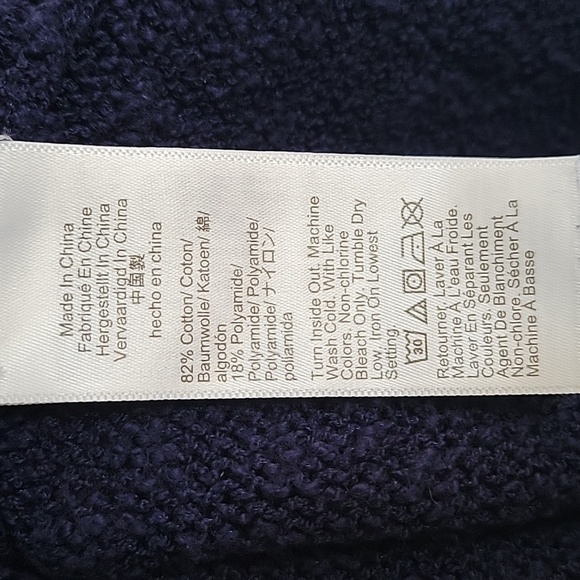 Made In China
Fabriqué En Chine
Hergestellt In China
Vervaardigd In China
中国製
hecho en china
82% Cotton/ Coton/
Baumwolle/ Katoen/ 綿/
algodón
18% Polyamide/
Polyamide/ Polyamide/
Polyamide/ ナイロン/
poliamida
Turn Inside Out. Machine
Wash Cold. With Like
Colors. Non-chlorine
Bleach Only. Tumble Dry
Low. Iron On Lowest
Setting
30
Retourner. Laver À La
Machine À L'eau Froide.
Laver En Séparant Les
Couleurs. Seulement
Agent De Blanchiment
Non-chlore. Sécher À La
Machine À Basse